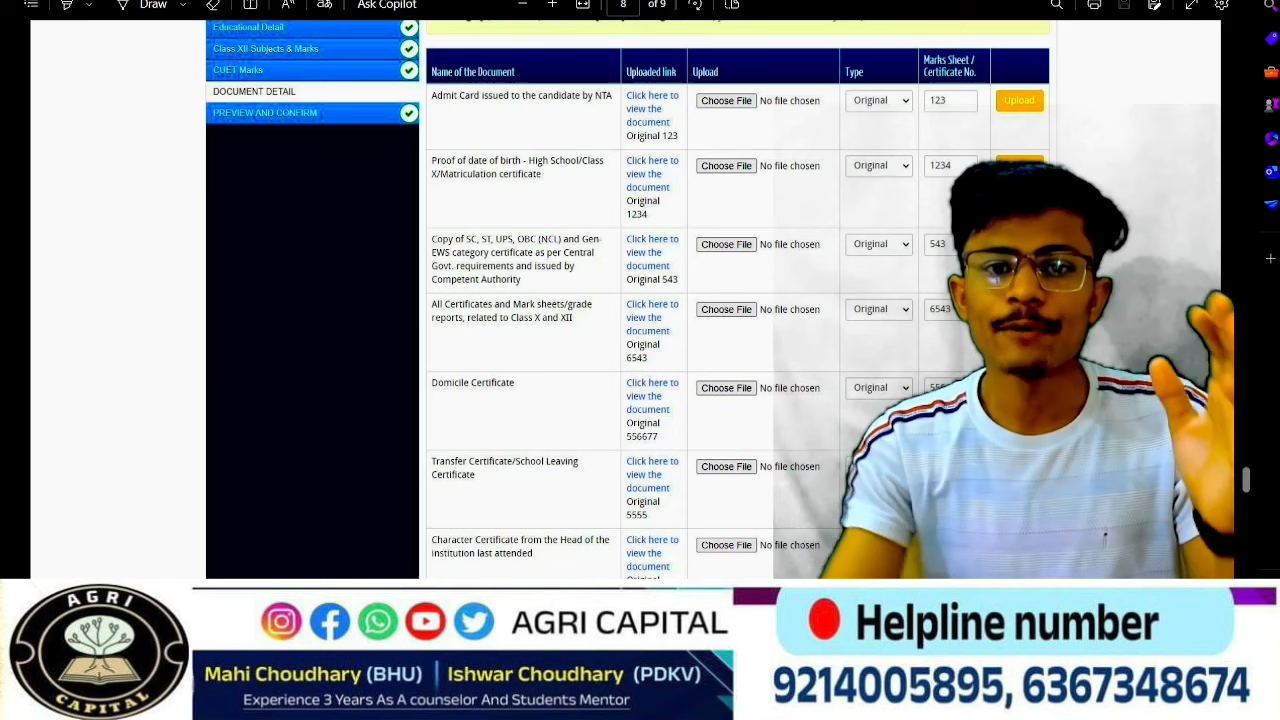 Draw
Ask Copilot
8 of 9
Educational Detail
Class XII Subjects & Marks
CUET Marks
DOCUMENT DETAIL
PREVIEW AND CONFIRM
Name of the Document Uploaded link Upload Type Marks Sheet /
Certificate No.
Admit Card issued to the candidate by NTA Click here to Choose File No file chosen Original 123 Upload
view the
document
Original 123
Proof of date of birth - High School/Class Click here to Choose File No file chosen Original 1234
X/Matriculation certificate view the
document
Original
1234
Copy of SC, ST, UPS, OBC (NCL) and Gen- Click here to Choose File No file chosen Original 543
EWS category certificate as per Central view the
Govt. requirements and issued by document
Competent Authority Original 543
All Certificates and Mark sheets/grade Click here to Choose File No file chosen Original 6543
reports, related to Class X and XII view the
document
Original
6543
Domicile Certificate Click here to Choose File No file chosen Original
view the
document
Original
556677
Transfer Certificate/School Leaving Click here to Choose File No file chosen
Certificate view the
document
Original
5555
Character Certificate from the Head of the Click here to Choose File No file chosen
institution last attended view the
document
AGRI
CAPITAL
AGRI CAPITAL
Mahi Choudhary (BHU) | Ishwar Choudhary (PDKV)
Experience 3 Years As A counselor And Students Mentor
Helpline number
9214005895, 6367348674